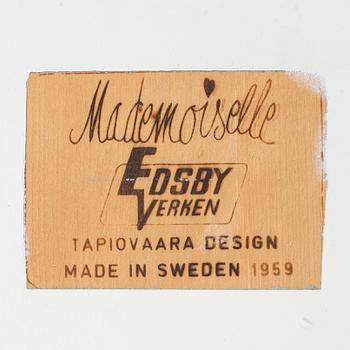 Mademoiselle
EDSBY
VERKEN
TAPIOVAARA DESIGN
MADE IN SWEDEN 1959